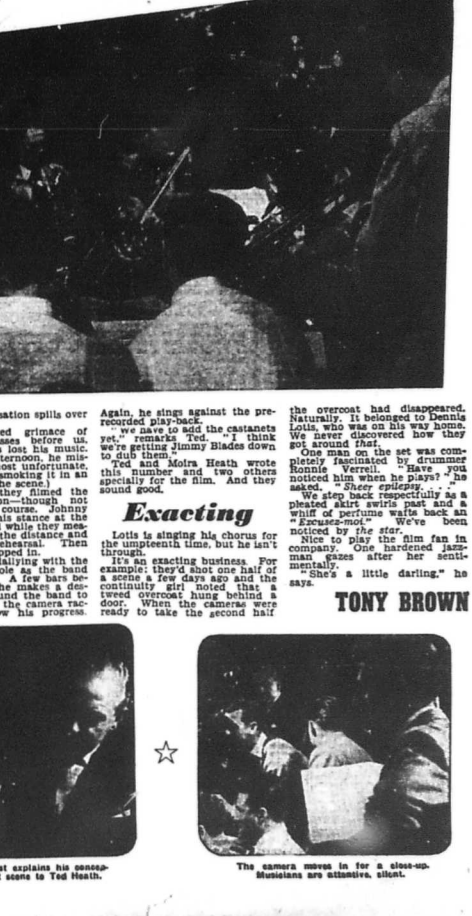 sation spills over
ed grimace of
sses before us,
lost his music.
ternoon, he mis-
ost unfortunate,
smoking it in an
he scene.)
they filmed the
on—though not
course. Johnny
his stance at the
l while they mea-
the distance and
ehearsal. Then
pped in.
iallying with the
ple as the band
A few bars be-
he makes a des-
und the band to
the camera rac-
w his progress.
Again, he sings against the pre-
recorded play-back.
"We have to add the castanets
yet," remarks Ted. "I think
we're getting Jimmy Blades down
to dub them."
Ted and Moira Heath wrote
this number and two others
specially for the film. And they
sound good.
Exacting
Lotis is singing his chorus for
the umpteenth time, but he isn't
through.
It's an exacting business. For
example: they'd shot one half of
a scene a few days ago and the
continuity girl noted that a
tweed overcoat hung behind a
door. When the cameras were
ready to take the second half
the overcoat had disappeared.
Naturally. It belonged to Dennis
Lotis, who was on his way home.
We never discovered how they
got around that.
One man on the set was com-
pletely fascinated by drummer
Ronnie Verrell. "Have you
noticed him when he plays?" he
asked. "Sheer epilepsy. . ."
We step back respectfully as a
pleated skirt swirls past and a
whiff of perfume wafts back an
"Excusez-moi." We've been
noticed by the star.
Nice to play the film fan in
company. One hardened jazz-
man gazes after her senti-
mentally.
"She's a little darling," he
says.
TONY BROWN
at explains his concep-
scene to Ted Heath.
The camera moves in for a close-up.
Musicians are attentive, silent.